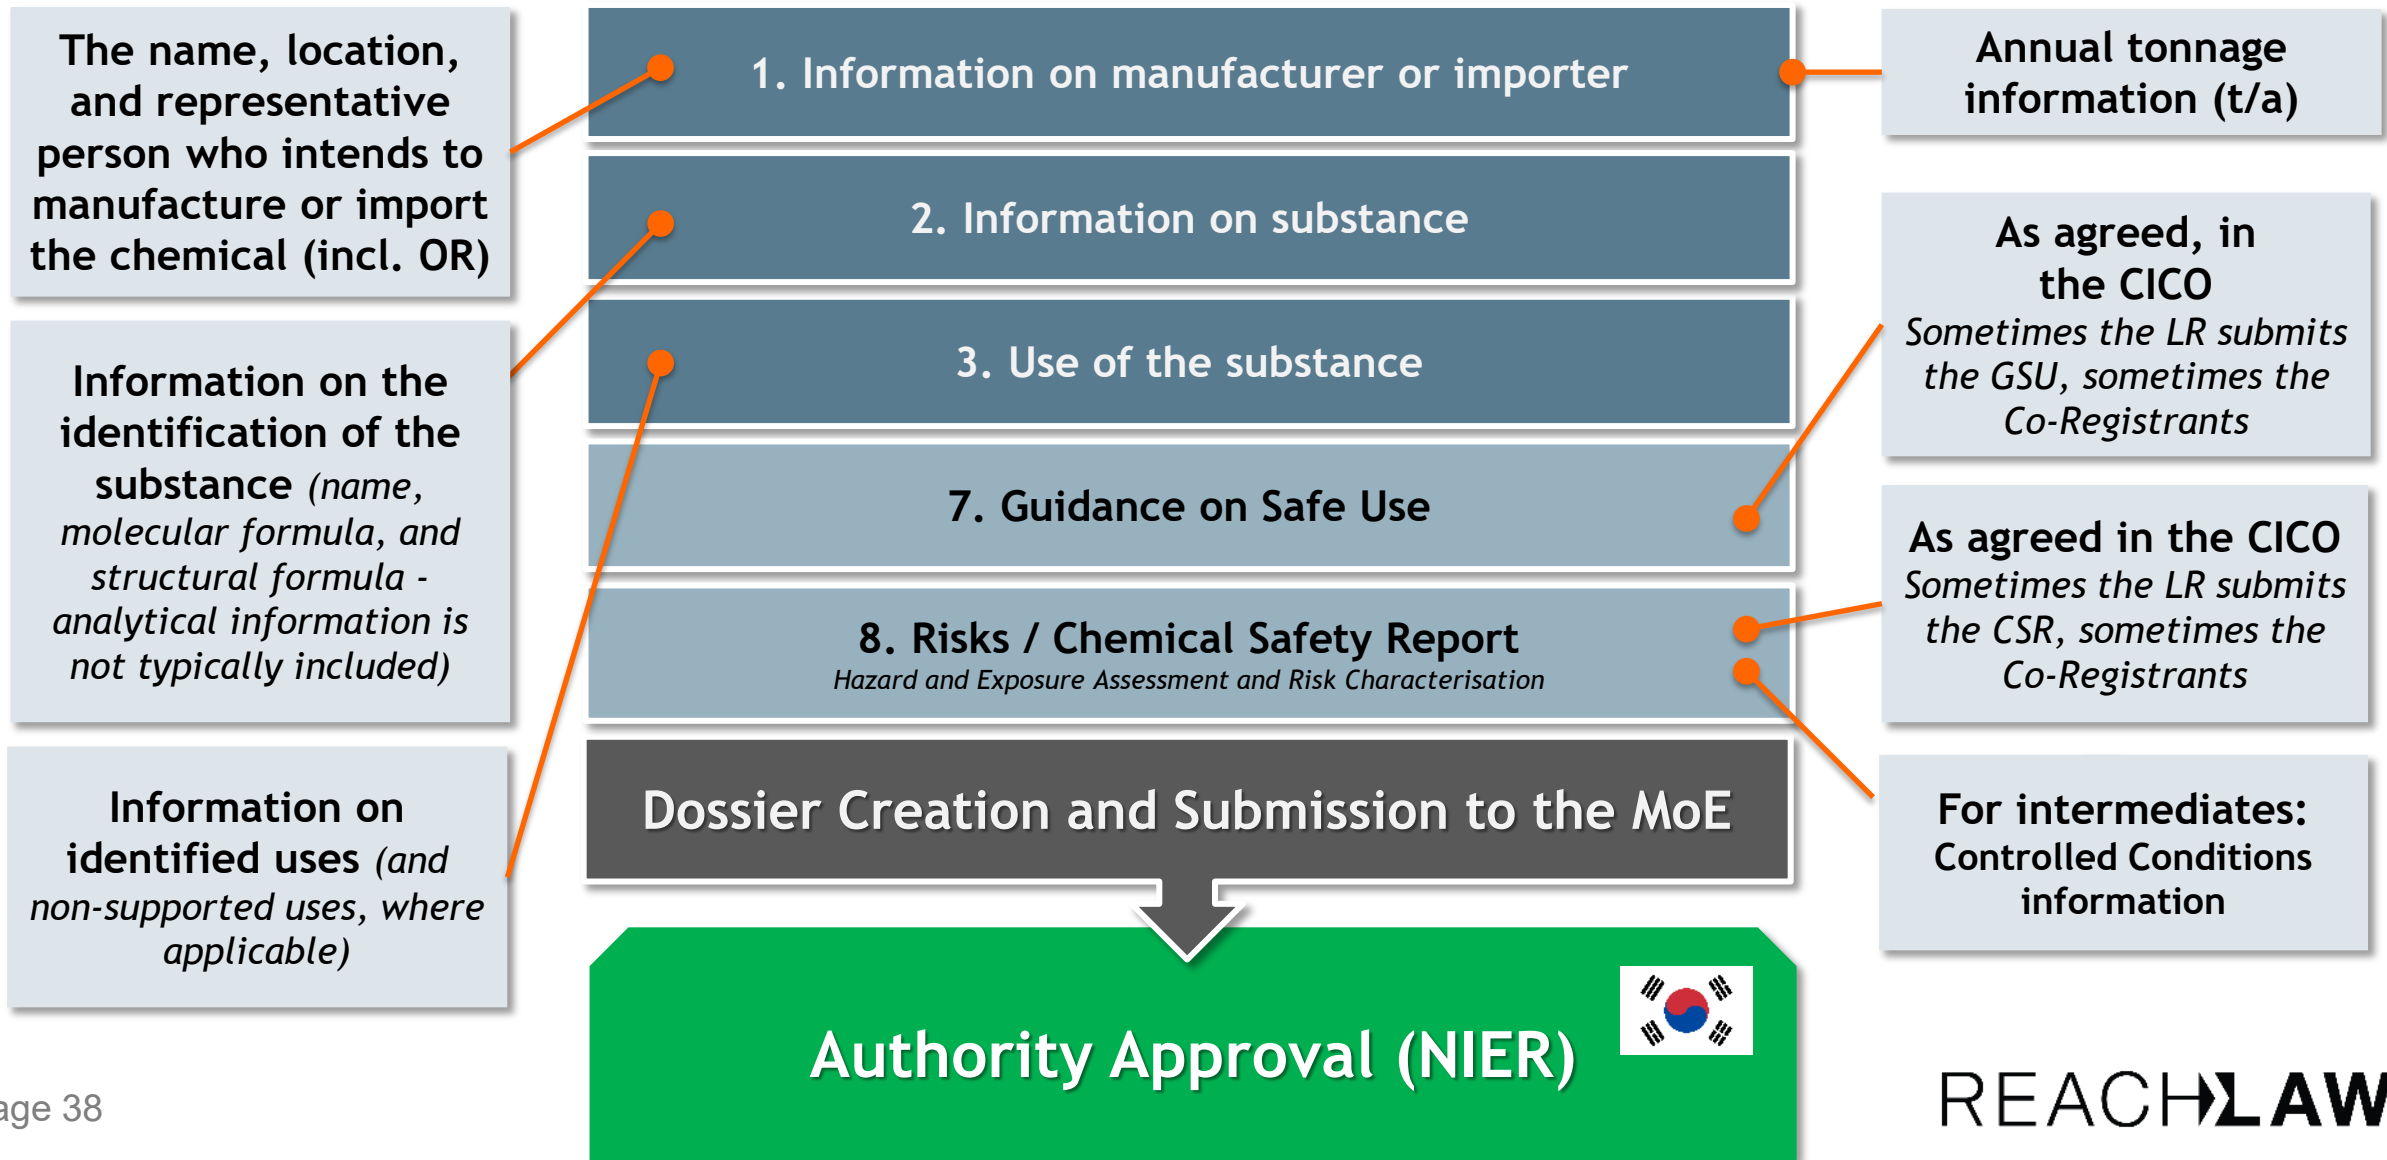 The name, location,
and representative
person who intends to
manufacture or import
the chemical (incl. OR)
Information on the
identification of the
substance (name,
molecular formula, and
structural formula -
analytical information is
not typically included)
Information on
identified uses (and
non-supported uses, where
applicable)
1. Information on manufacturer or importer
2. Information on substance
3. Use of the substance
7. Guidance on Safe Use
8. Risks / Chemical Safety Report
Hazard and Exposure Assessment and Risk Characterisation
Dossier Creation and Submission to the MoE
Authority Approval (NIER)
Annual tonnage
information (t/a)
As agreed, in
the CICO
Sometimes the LR submits
the GSU, sometimes the
Co-Registrants
As agreed in the CICO
Sometimes the LR submits
the CSR, sometimes the
Co-Registrants
For intermediates:
Controlled Conditions
information
age 38
REACHLAW